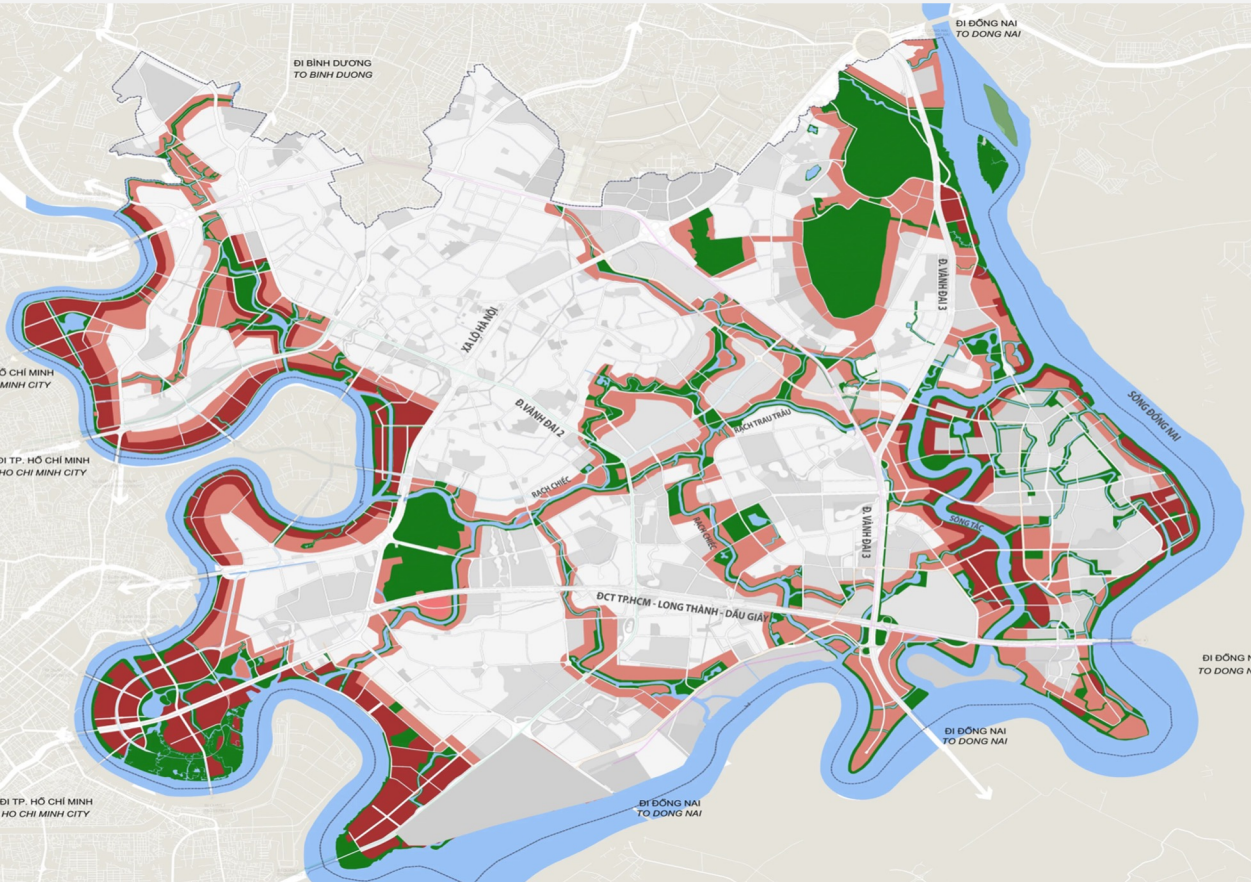 ĐI ĐỒNG NAI
TO DONG NAI
ĐI BÌNH DƯƠNG
TO BINH DUONG
Đ. VÀNH ĐAI 3
XA LỘ HÀ NỘI
Ồ CHÍ MINH
MINH CITY
Đ.VÀNH ĐAI 2
RẠCH TRAU TRẢU
SÔNG ĐỒNG NAI
ĐI TP. HỒ CHÍ MINH
HO CHI MINH CITY
RẠCH CHIẾC
RẠCH CHIẾC
SÔNG TẮC
Đ. VÀNH ĐAI 3
ĐCT TP.HCM - LONG THÀNH - DẦU GIÂY
ĐI ĐỒNG N
TO DONG N
ĐI ĐỒNG NAI
TO DONG NAI
ĐI TP. HỒ CHÍ MINH
HO CHI MINH CITY
ĐI ĐỒNG NAI
TO DONG NAI